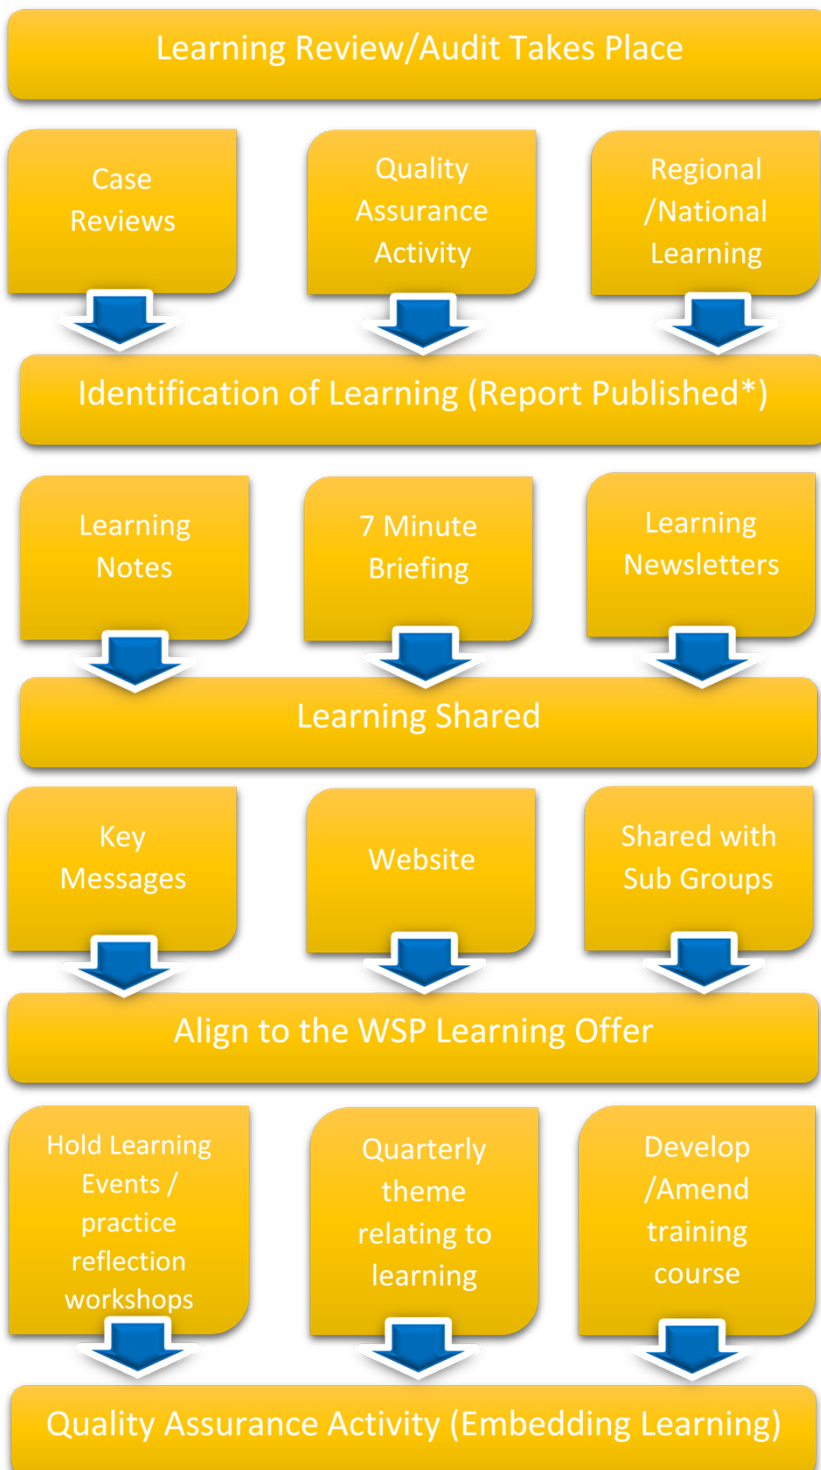 Learning Review/Audit Takes Place
Case
Reviews
Quality
Assurance
Activity
Regional
/National
Learning
Identification of Learning (Report Published*)
Learning
Notes
7 Minute
Briefing
Learning
Newsletters
Learning Shared
Key
Messages
Website
Shared with
Sub Groups
Align to the WSP Learning Offer
Hold Learning
Events /
practice
reflection
workshops
Quarterly
theme
relating to
learning
Develop
/Amend
training
course
Quality Assurance Activity (Embedding Learning)